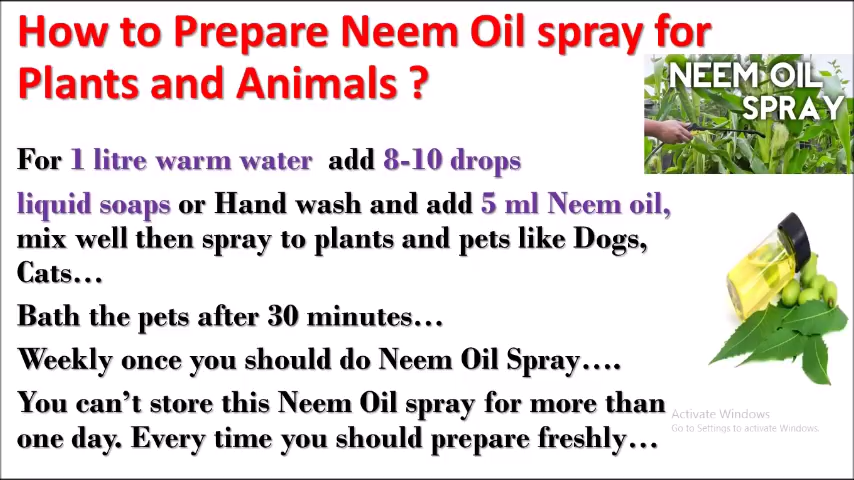 How to Prepare Neem Oil spray for
Plants and Animals ?
NEEM OIL
SPRAY
For 1 litre warm water add 8-10 drops
liquid soaps or Hand wash and add 5 ml Neem oil,
mix well then spray to plants and pets like Dogs,
Cats…
Bath the pets after 30 minutes…
Weekly once you should do Neem Oil Spray….
You can't store this Neem Oil spray for more than
one day. Every time you should prepare freshly…
Activate Windows
Go to Settings to activate Windows.